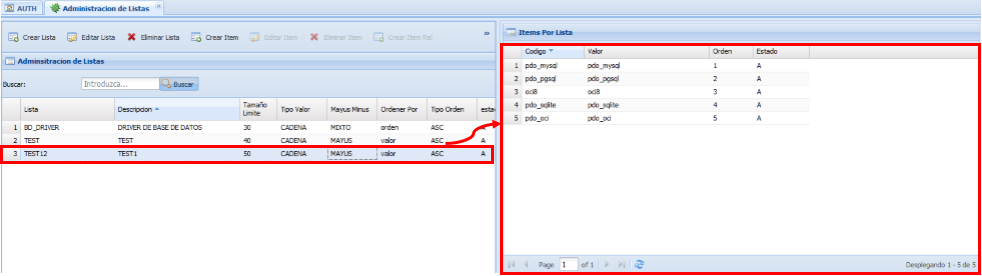 AUTH Administracion de Listas
Crear Lista Editar Lista Eliminar Lista Crear Item Editar Item Eliminar Item Crear Item Rel »
Adminsitracion de Listas
Buscar: Introduzca... Buscar
Lista Descripcion Tamaño Limite Tipo Valor Mayus Minus Ordener Por Tipo Orden esta
1 BD_DRIVER DRIVER DE BASE DE DATOS 30 CADENA MIXTO orden ASC A
2 TEST TEST 40 CADENA MAYUS valor ASC A
3 TEST12 TEST1 50 CADENA MAYUS valor ASC A
Items Por Lista
Codigo Valor Orden Estado
1 pdo_mysql pdo_mysql 1 A
2 pdo_pgsql pdo_pgsql 2 A
3 oci8 oci8 3 A
4 pdo_sqlite pdo_sqlite 4 A
5 pdo_oci pdo_oci 5 A
Page 1 of 1 Desplegando 1 - 5 de 5